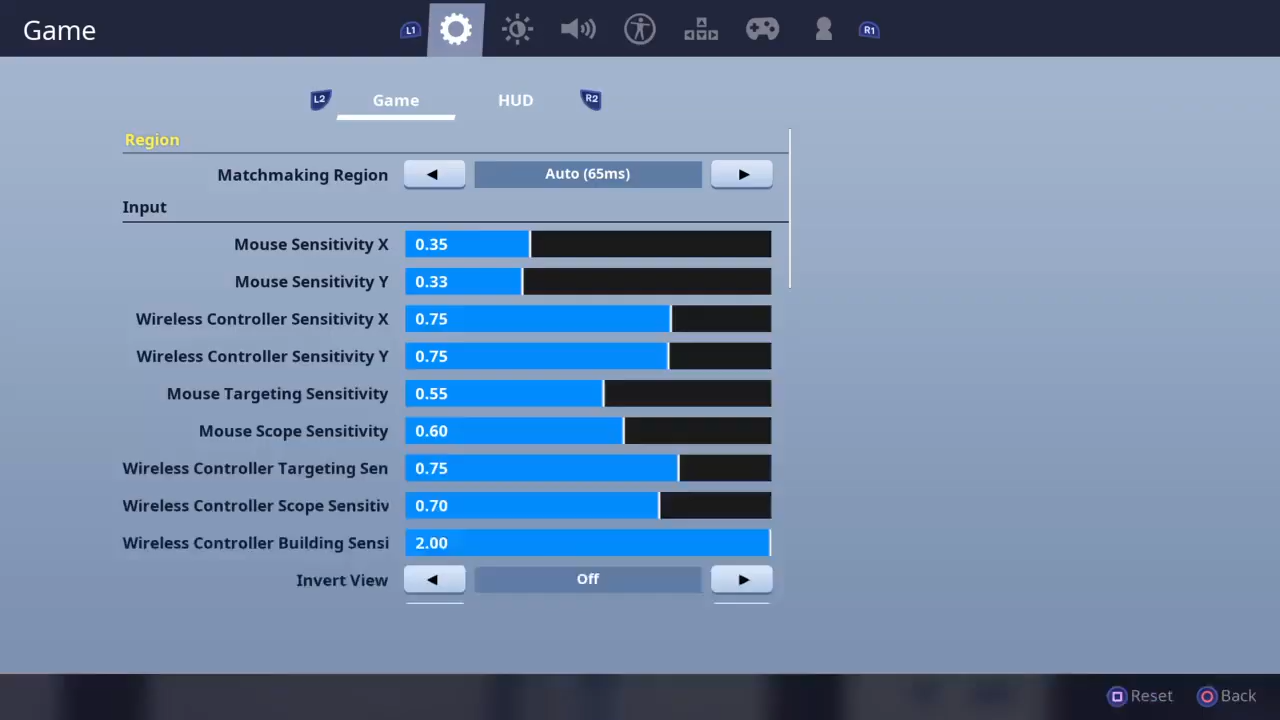 Game
L1
R1
L2
Game
HUD
R2
Region
Matchmaking Region
Auto (65ms)
Input
Mouse Sensitivity X
0.35
Mouse Sensitivity Y
0.33
Wireless Controller Sensitivity X
0.75
Wireless Controller Sensitivity Y
0.75
Mouse Targeting Sensitivity
0.55
Mouse Scope Sensitivity
0.60
Wireless Controller Targeting Sen
0.75
Wireless Controller Scope Sensitiv
0.70
Wireless Controller Building Sensi
2.00
Invert View
Off
Reset
Back